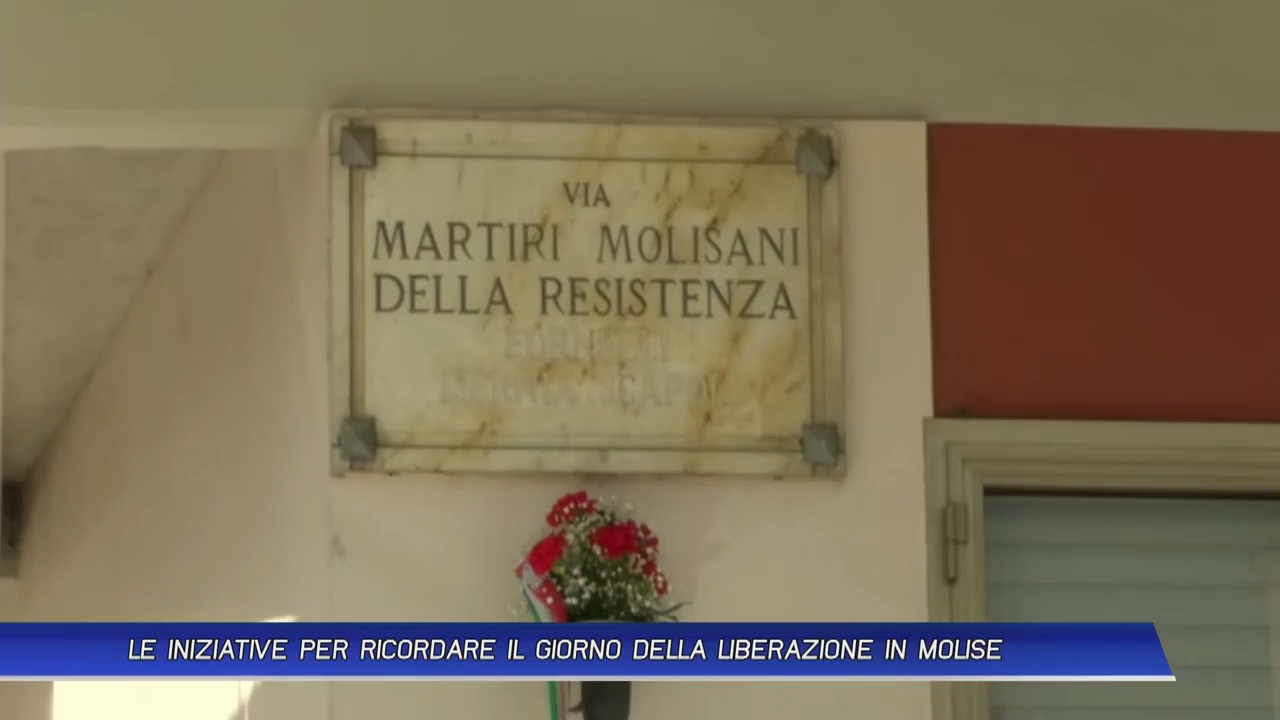 VIA
MARTIRI MOLISANI
DELLA RESISTENZA
LE INIZIATIVE PER RICORDARE IL GIORNO DELLA LIBERAZIONE IN MOLISE